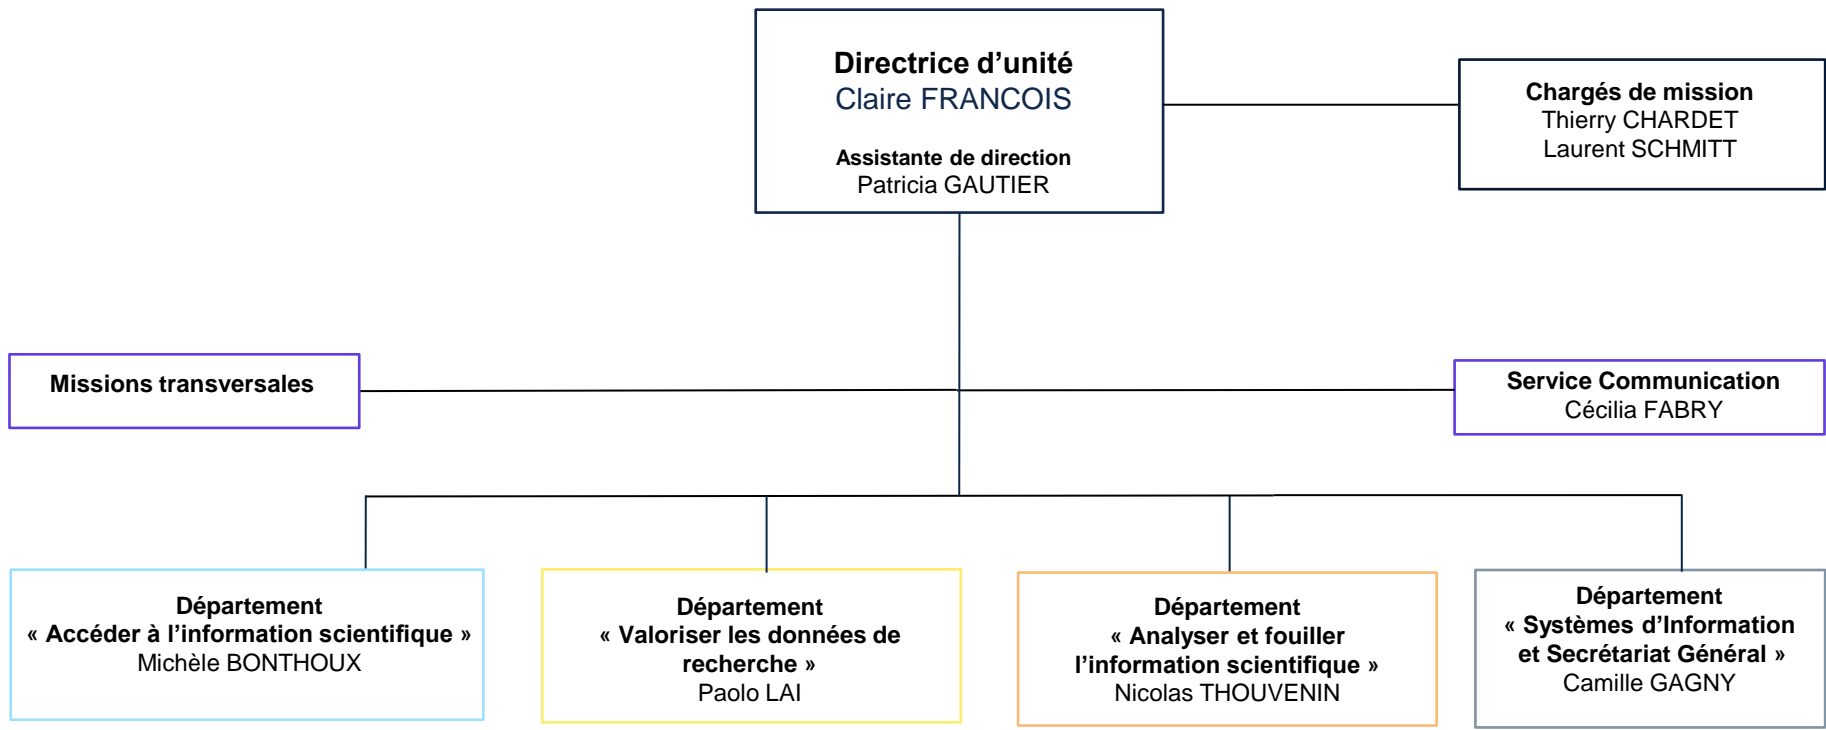 Directrice d’unité
Claire FRANCOIS
Assistante de direction
Patricia GAUTIER
Chargés de mission
Thierry CHARDET
Laurent SCHMITT
Missions transversales
Service Communication
Cécilia FABRY
Département
« Accéder à l’information scientifique »
Michèle BONTHOUX
Département
« Valoriser les données de
recherche »
Paolo LAI
Département
« Analyser et fouiller
l’information scientifique »
Nicolas THOUVENIN
Département
« Systèmes d’Information
et Secrétariat Général »
Camille GAGNY